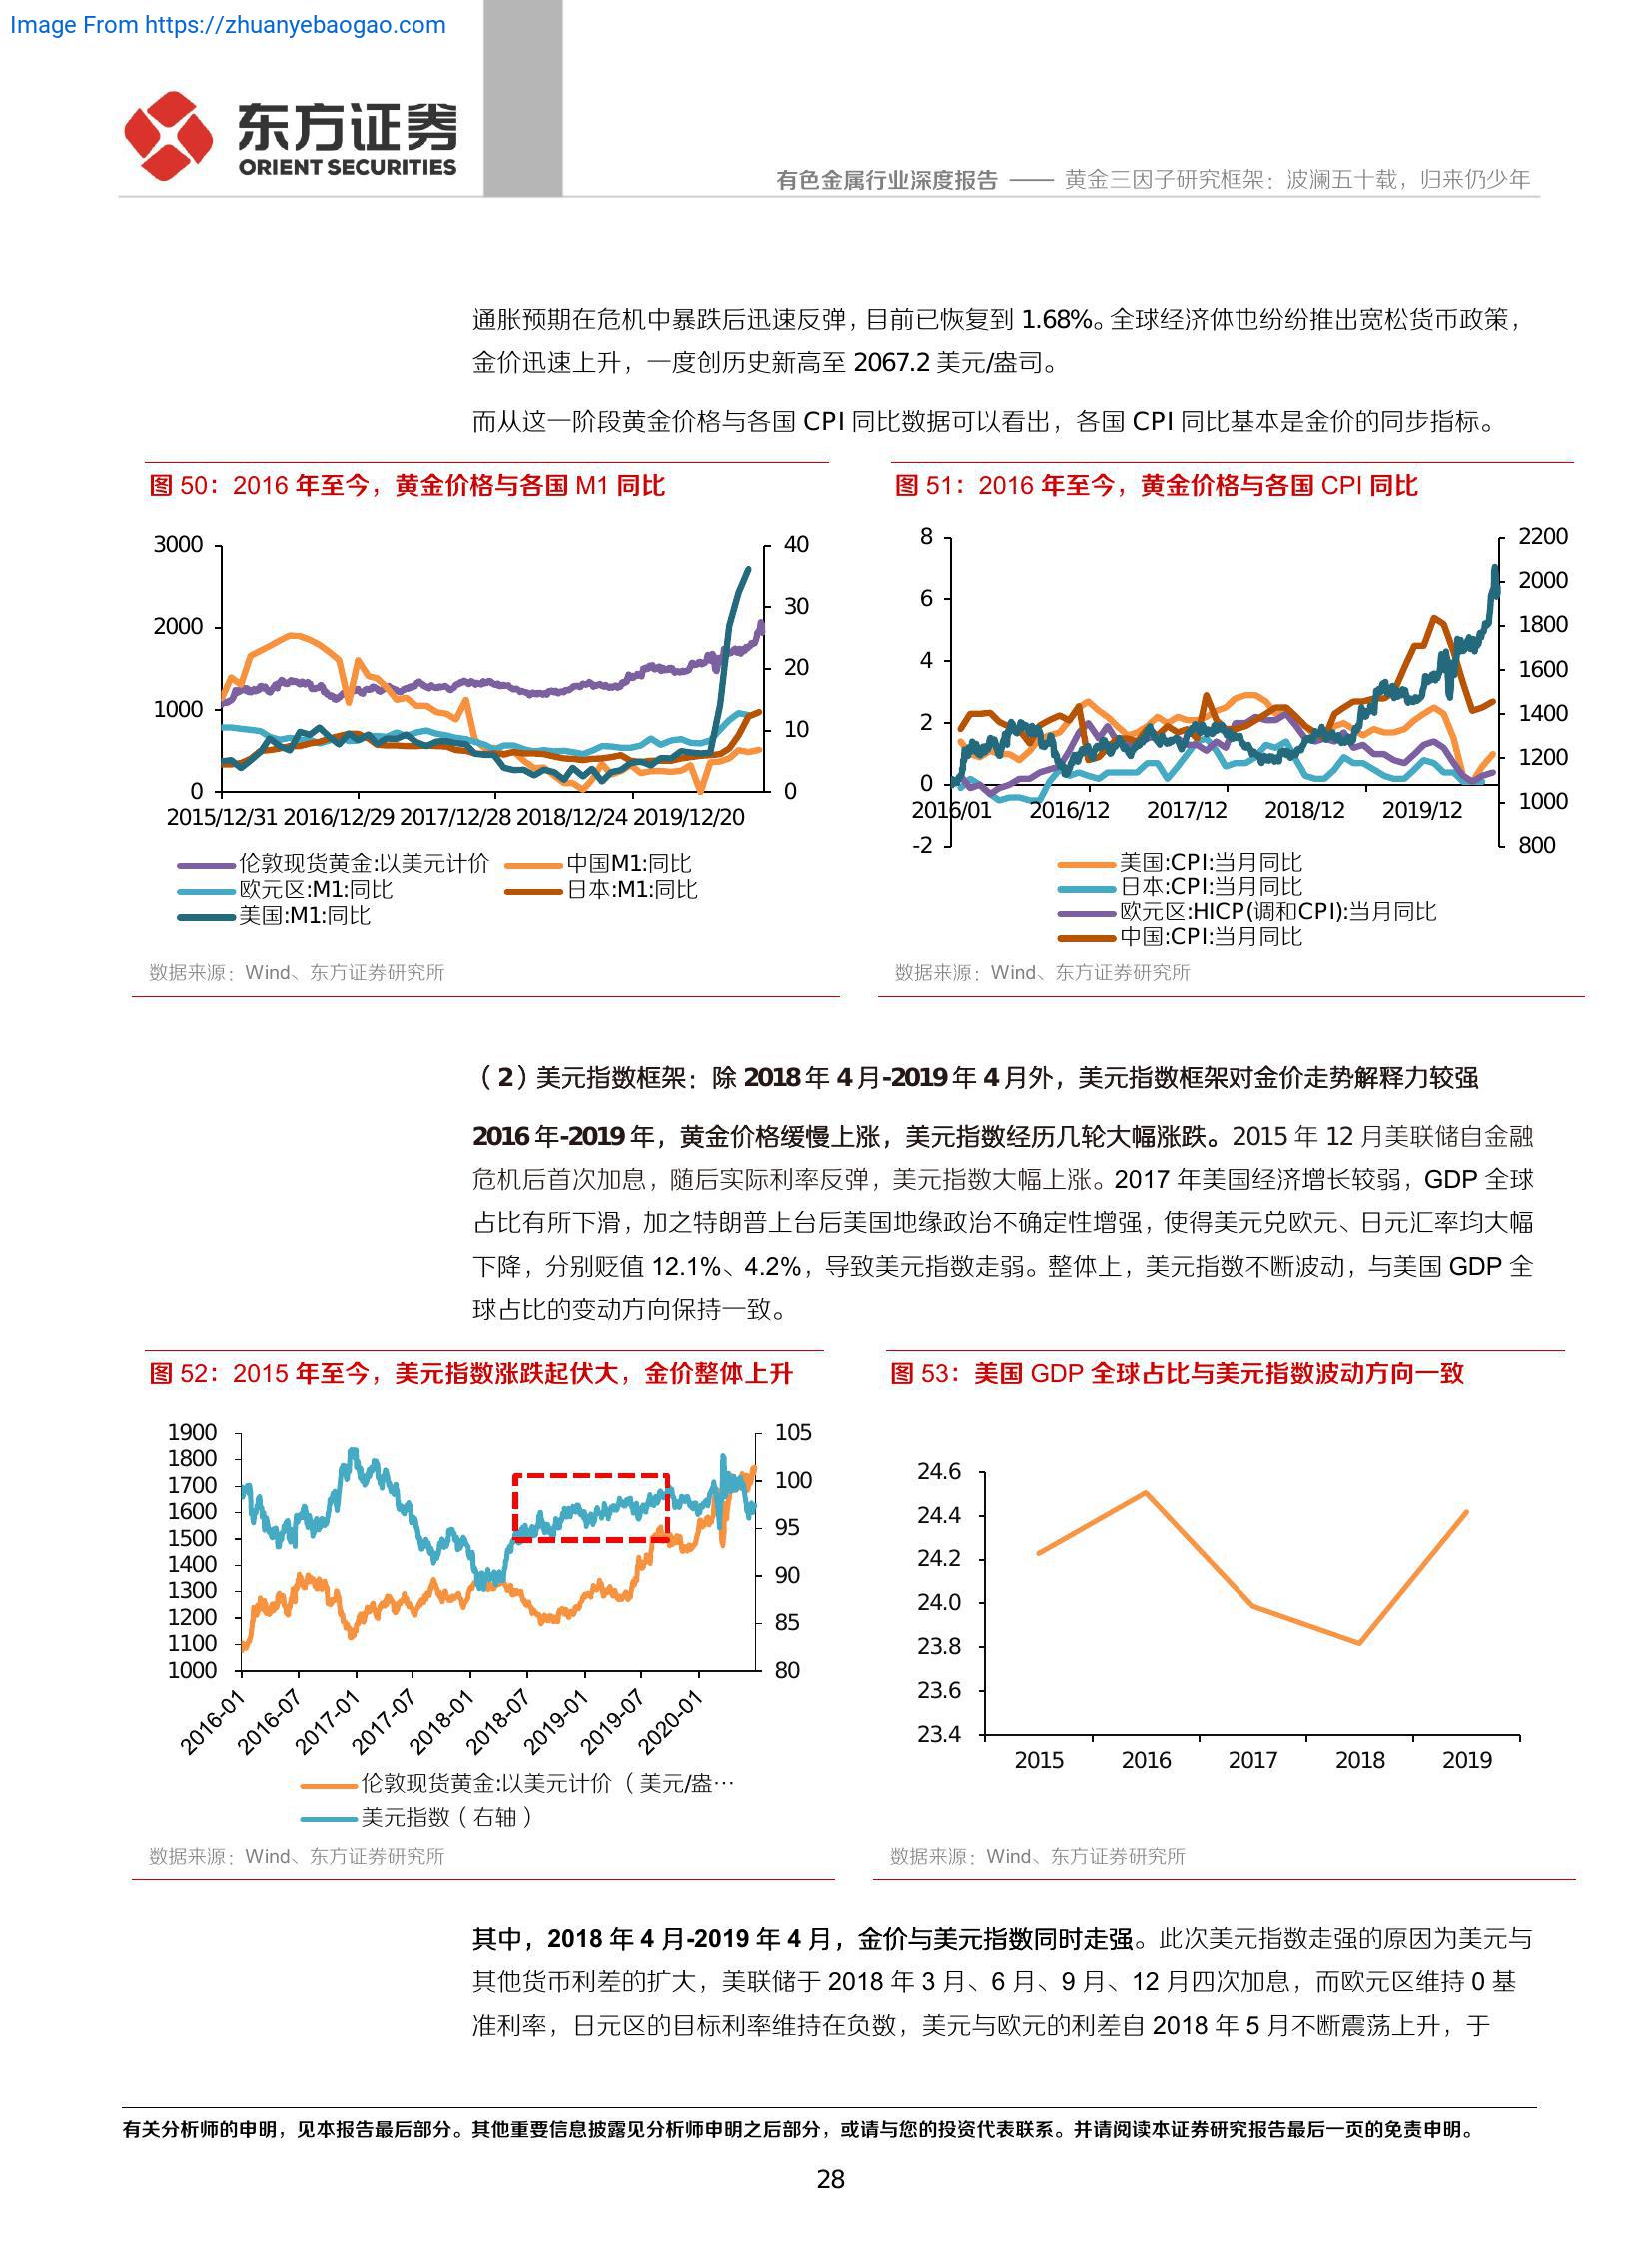 Image From https://zhuanyebaogao.com
东方证券
ORIENT SECURITIES
有色金属行业深度报告 —— 黄金三因子研究框架：波澜五十载，归来仍少年
通胀预期在危机中暴跌后迅速反弹，目前已恢复到 1.68%。全球经济体也纷纷推出宽松货币政策，
金价迅速上升，一度创历史新高至 2067.2 美元/盎司。
而从这一阶段黄金价格与各国 CPI 同比数据可以看出，各国 CPI 同比基本是金价的同步指标。
图 50：2016 年至今，黄金价格与各国 M1 同比
3000
2000
1000
0
40
30
20
10
0
2015/12/31 2016/12/29 2017/12/28 2018/12/24 2019/12/20
伦敦现货黄金:以美元计价 中国M1:同比
欧元区:M1:同比 日本:M1:同比
美国:M1:同比
数据来源：Wind、东方证券研究所
图 51：2016 年至今，黄金价格与各国 CPI 同比
8
6
4
2
0
-2
2200
2000
1800
1600
1400
1200
1000
800
2016/01 2016/12 2017/12 2018/12 2019/12
美国:CPI:当月同比
日本:CPI:当月同比
欧元区:HICP(调和CPI):当月同比
中国:CPI:当月同比
数据来源：Wind、东方证券研究所
（2）美元指数框架：除 2018 年 4 月-2019 年 4 月外，美元指数框架对金价走势解释力较强
2016 年-2019 年，黄金价格缓慢上涨，美元指数经历几轮大幅涨跌。2015 年 12 月美联储自金融
危机后首次加息，随后实际利率反弹，美元指数大幅上涨。2017 年美国经济增长较弱，GDP 全球
占比有所下滑，加之特朗普上台后美国地缘政治不确定性增强，使得美元兑欧元、日元汇率均大幅
下降，分别贬值 12.1%、4.2%，导致美元指数走弱。整体上，美元指数不断波动，与美国 GDP 全
球占比的变动方向保持一致。
图 52：2015 年至今，美元指数涨跌起伏大，金价整体上升
1900
1800
1700
1600
1500
1400
1300
1200
1100
1000
105
100
95
90
85
80
2016-01 2016-07 2017-01 2017-07 2018-01 2018-07 2019-01 2019-07 2020-01
伦敦现货黄金:以美元计价（美元/盎…
美元指数（右轴）
数据来源：Wind、东方证券研究所
图 53：美国 GDP 全球占比与美元指数波动方向一致
24.6
24.4
24.2
24.0
23.8
23.6
23.4
2015 2016 2017 2018 2019
数据来源：Wind、东方证券研究所
其中，2018 年 4 月-2019 年 4 月，金价与美元指数同时走强。此次美元指数走强的原因为美元与
其他货币利差的扩大，美联储于 2018 年 3 月、6 月、9 月、12 月四次加息，而欧元区维持 0 基
准利率，日元区的目标利率维持在负数，美元与欧元的利差自 2018 年 5 月不断震荡上升，于
有关分析师的申明，见本报告最后部分。其他重要信息披露见分析师申明之后部分，或请与您的投资代表联系。并请阅读本证券研究报告最后一页的免责申明。
28